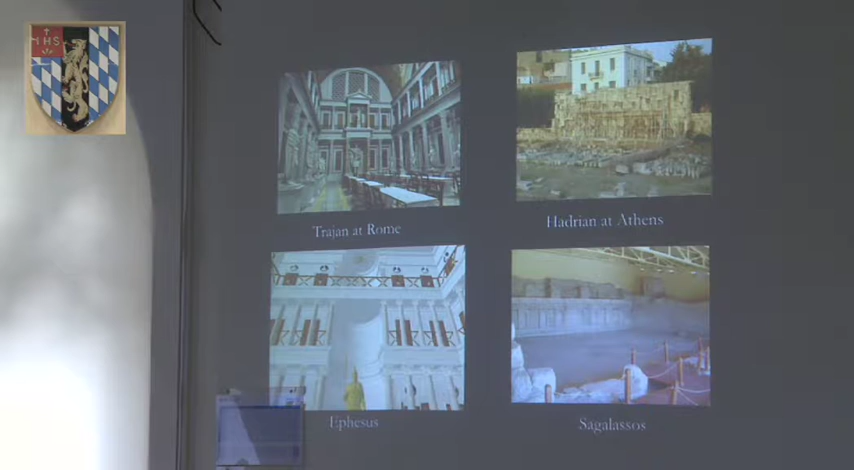 IHS
Trajan at Rome
Hadrian at Athens
Ephesus
Sagalassos